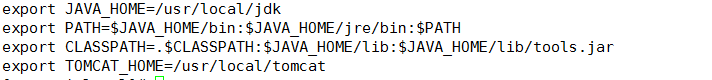 export JAVA_HOME=/usr/local/jdk
export PATH=$JAVA_HOME/bin:$JAVA_HOME/jre/bin:$PATH
export CLASSPATH=.$CLASSPATH:$JAVA_HOME/lib:$JAVA_HOME/lib/tools.jar
export TOMCAT_HOME=/usr/local/tomcat